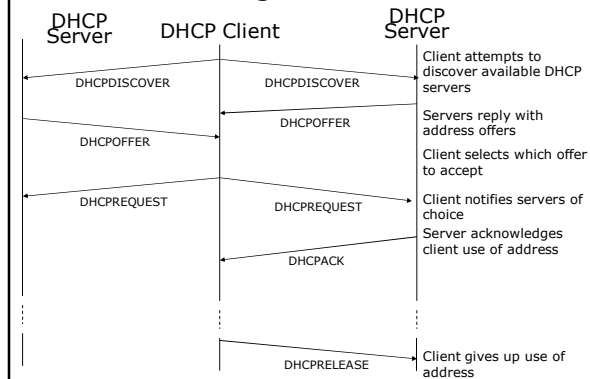 DHCP
Server
DHCP Client
DHCP
Server
Client attempts to
discover available DHCP
servers
DHCPDISCOVER
DHCPDISCOVER
DHCPOFFER
Servers reply with
address offers
DHCPOFFER
Client selects which offer
to accept
DHCPREQUEST
DHCPREQUEST
Client notifies servers of
choice
Server acknowledges
client use of address
DHCPACK
DHCPRELEASE
Client gives up use of
address